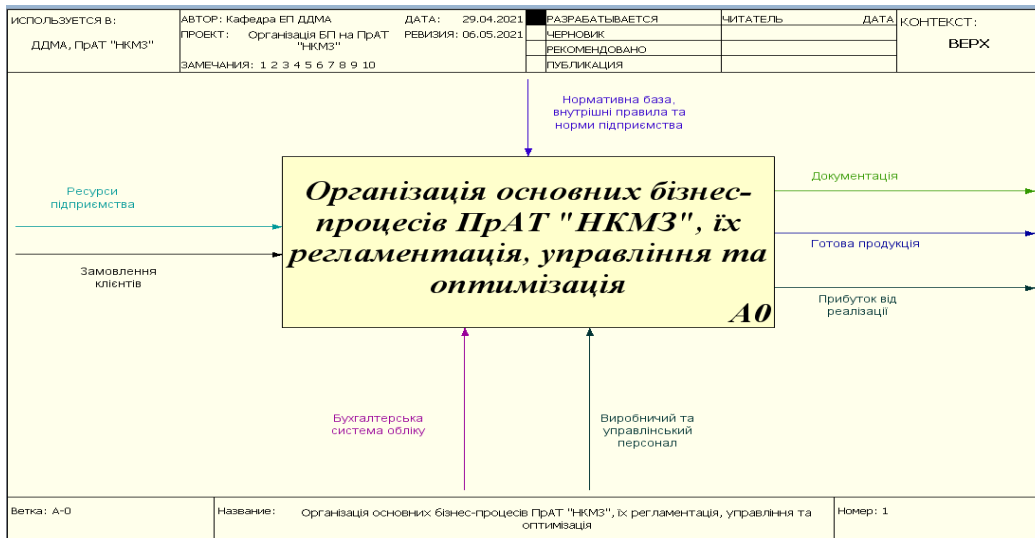 ИСПОЛЬЗУЕТСЯ В:
ДДМА, ПрАТ "НКМЗ"
АВТОР: Кафедра ЕП ДДМА
ДАТА: 29.04.2021
ПРОЕКТ: Організація БП на ПрАТ
"НКМЗ"
РЕВИЗИЯ: 06.05.2021
ЗАМЕЧАНИЯ: 1 2 3 4 5 6 7 8 9 10
РАЗРАБАТЫВАЕТСЯ
ЧЕРНОВИК
РЕКОМЕНДОВАНО
ПУБЛИКАЦИЯ
ЧИТАТЕЛЬ ДАТА
КОНТЕКСТ:
ВЕРХ
Нормативна база,
внутрішні правила та
норми підприємства
Ресурси
підприємства
Замовлення
клієнтів
Організація основних бізнес-
процесів ПрАТ "НКМЗ", їх
регламентація, управління та
оптимізація
А0
Документація
Готова продукція
Прибуток від
реалізації
Бухгалтерська
система обліку
Виробничий та
управлінський
персонал
Ветка: А-0
Название: Організація основних бізнес-процесів ПрАТ "НКМЗ", їх регламентація, управління та
оптимізація
Номер: 1